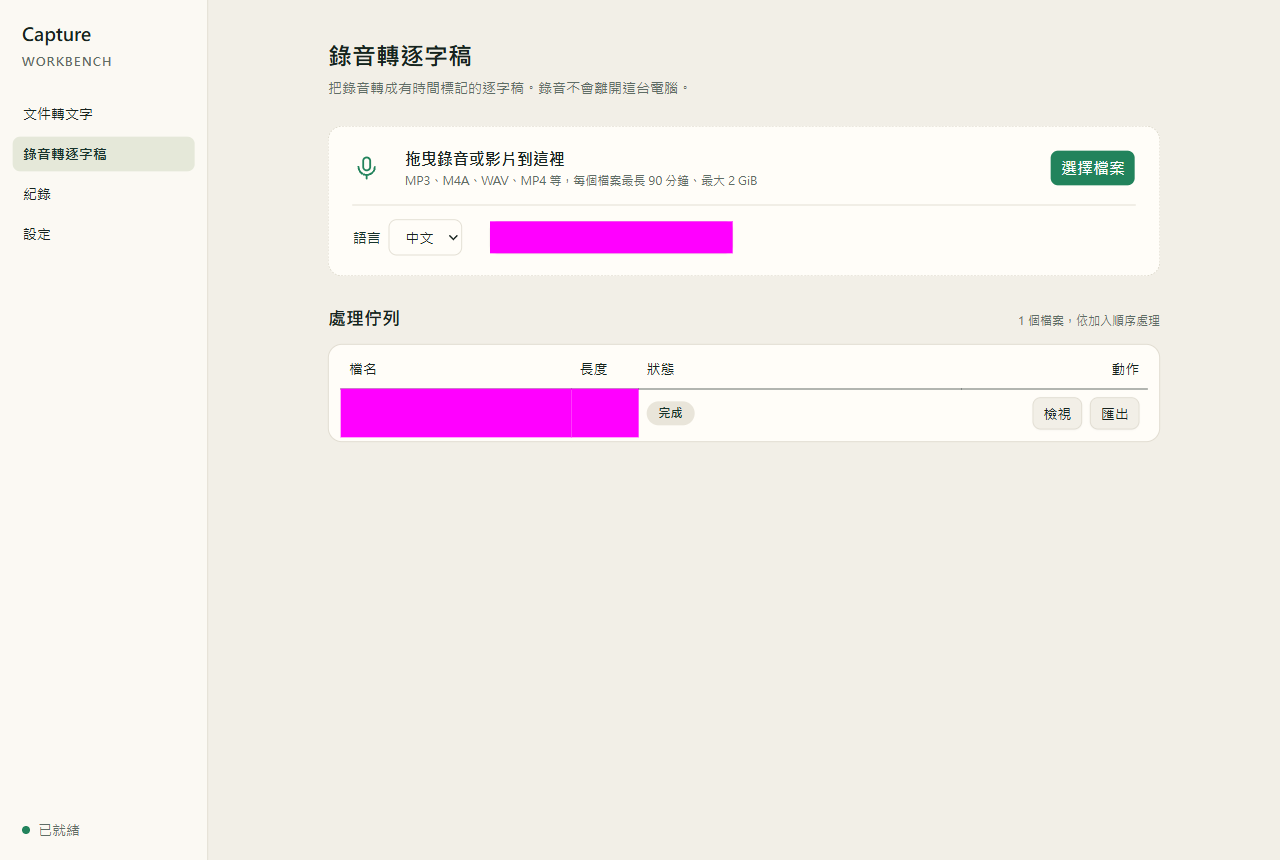 Capture
WORKBENCH
文件轉文字
錄音轉逐字稿
紀錄
設定
已就緒
錄音轉逐字稿
把錄音轉成有時間標記的逐字稿。錄音不會離開這台電腦。
拖曳錄音或影片到這裡
MP3、M4A、WAV、MP4 等，每個檔案最長 90 分鐘、最大 2 GiB
選擇檔案
語言 中文
處理佇列
1 個檔案，依加入順序處理
檔名 長度 狀態 動作
完成 檢視 匯出